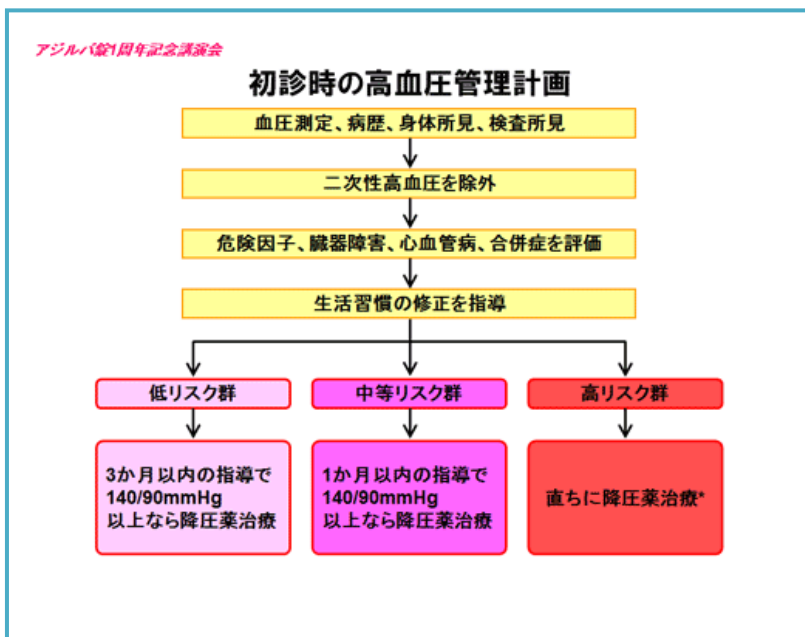 アジルバ錠1周年記念講演会
初診時の高血圧管理計画
血圧測定、病歴、身体所見、検査所見
二次性高血圧を除外
危険因子、臓器障害、心血管病、合併症を評価
生活習慣の修正を指導
低リスク群
中等リスク群
高リスク群
3か月以内の指導で
140/90mmHg
以上なら降圧薬治療
1か月以内の指導で
140/90mmHg
以上なら降圧薬治療
直ちに降圧薬治療*